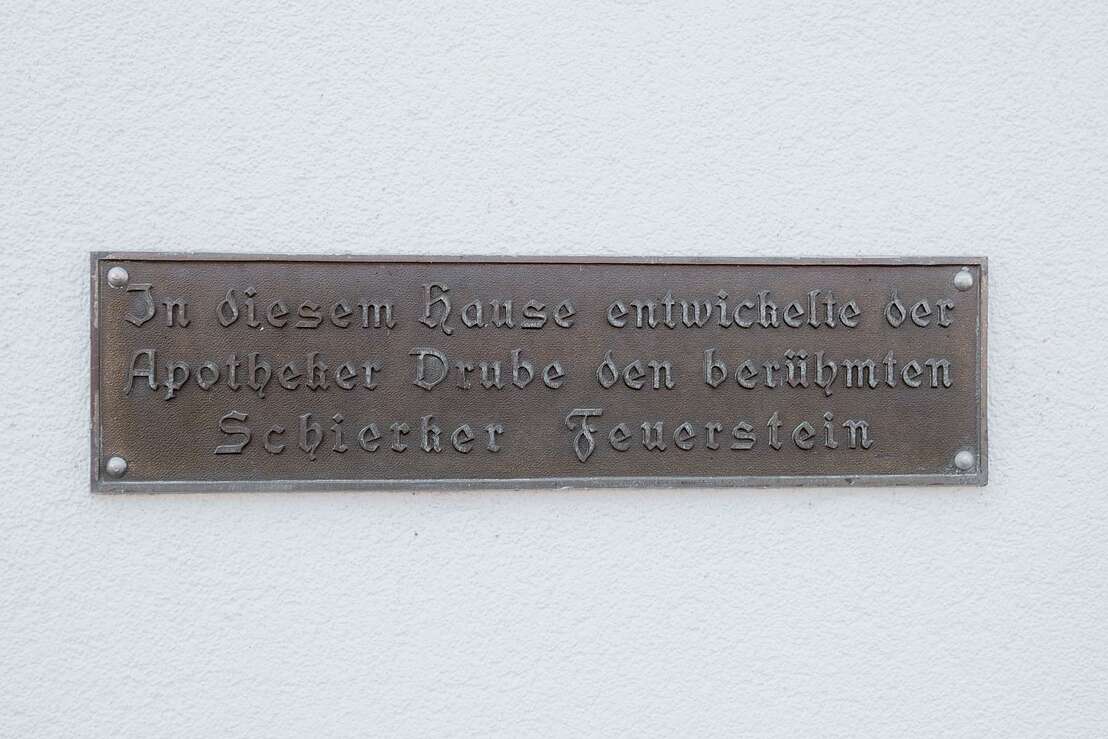 In diesem Hause entwickelte der
Apotheker Drube den berühmten
Schierker Feuerstein